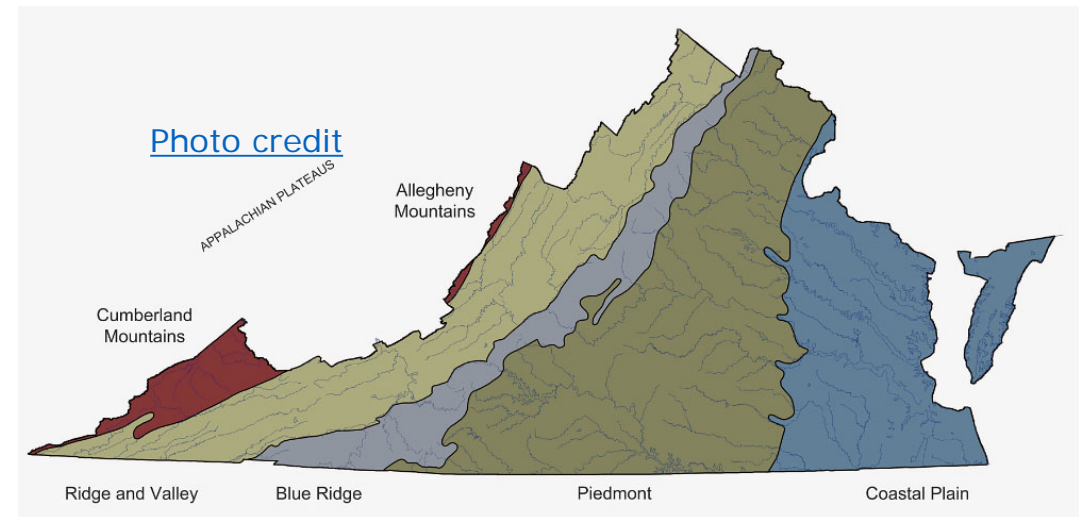 Photo credit
APPALACHIAN PLATEAUS
Allegheny
Mountains
Cumberland
Mountains
Ridge and Valley
Blue Ridge
Piedmont
Coastal Plain